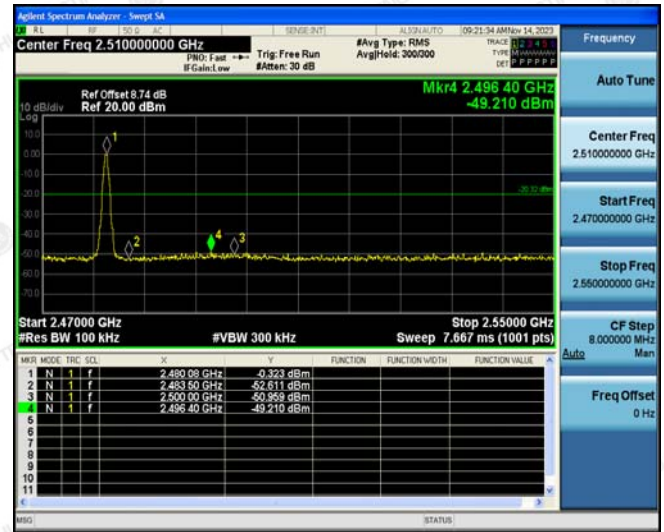 Agilent Spectrum Analyzer - Swept SA
RL RF 50 Ω AC SENSE:INT ALIGN AUTO 09:21:34 AM Nov 14, 2023
Center Freq 2.510000000 GHz
PNO: Fast
IFGain:Low
Trig: Free Run
#Atten: 30 dB
#Avg Type: RMS
Avg|Hold: 300/300
TRACE 1 2 3 4 5 6
TYPE
DET P P P P P P
Mkr4 2.496 40 GHz
-49.210 dBm
Ref Offset 8.74 dB
10 dB/div Ref 20.00 dBm
Log
10.0
0.00
-10.0
-20.0
-30.0
-40.0
-50.0
-60.0
-70.0
1
2
4
3
-20.32 dBm
Start 2.47000 GHz Stop 2.55000 GHz
#Res BW 100 kHz #VBW 300 kHz Sweep 7.667 ms (1001 pts)
MKR MODE TRC SCL X Y FUNCTION FUNCTION WIDTH FUNCTION VALUE
1 N 1 f 2.480 08 GHz -0.323 dBm
2 N 1 f 2.483 50 GHz -52.611 dBm
3 N 1 f 2.500 00 GHz -50.959 dBm
4 N 1 f 2.496 40 GHz -49.210 dBm
5
6
7
8
9
10
11
MSG STATUS
Frequency
Auto Tune
Center Freq
2.510000000 GHz
Start Freq
2.470000000 GHz
Stop Freq
2.550000000 GHz
CF Step
8.000000 MHz
Auto Man
Freq Offset
0 Hz